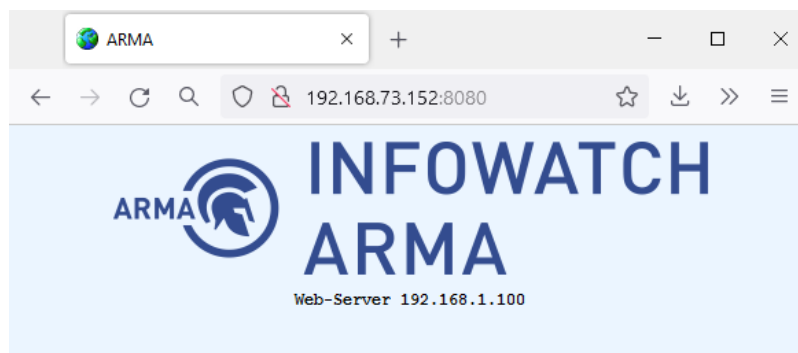 ARMA
192.168.73.152:8080
ARMA INFOWATCH
ARMA
Web-Server 192.168.1.100